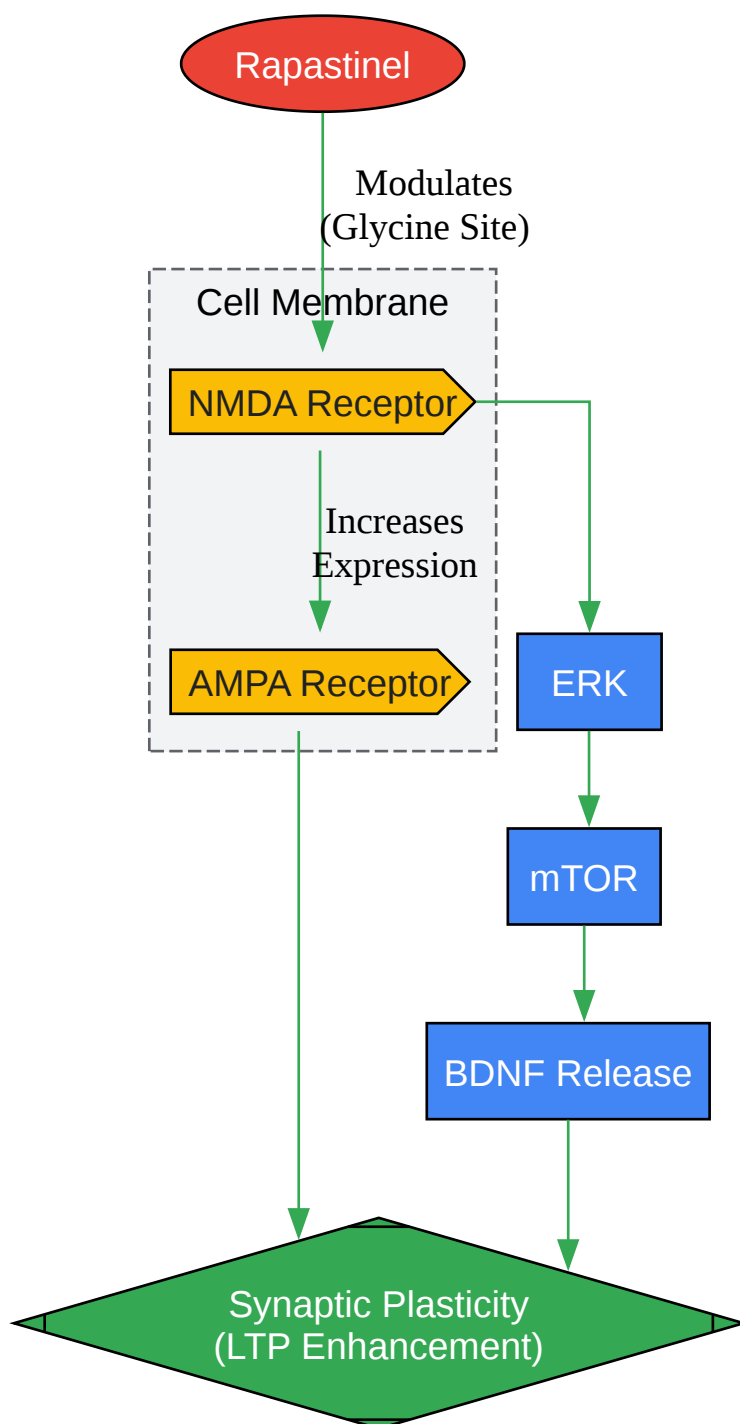 Rapastinel
Modulates
(Glycine Site)
Cell Membrane
NMDA Receptor
Increases
Expression
AMPA Receptor
ERK
mTOR
BDNF Release
Synaptic Plasticity
(LTP Enhancement)